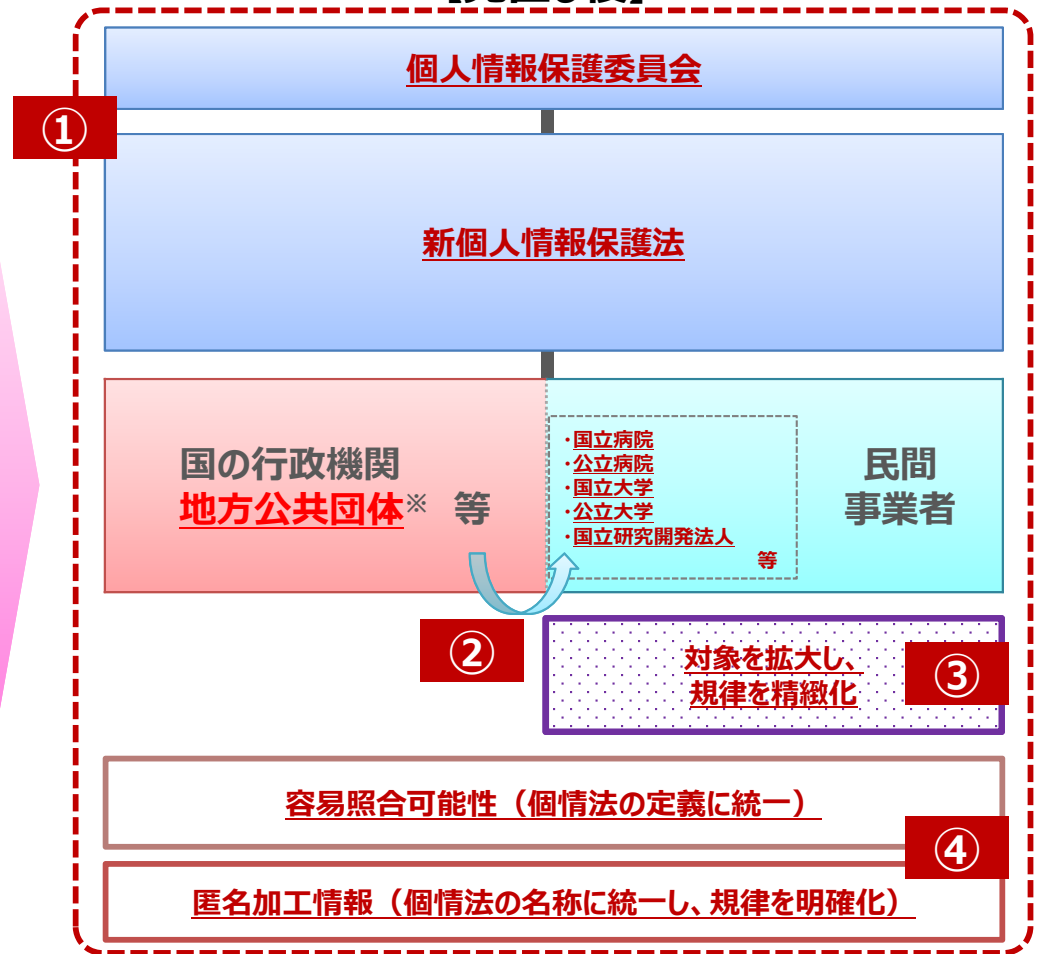 【見直し後】
個人情報保護委員会
①
新個人情報保護法
国の行政機関
地方公共団体※ 等
・国立病院
・公立病院
・国立大学
・公立大学
・国立研究開発法人
等
民間
事業者
②
対象を拡大し、
規律を精緻化
③
容易照合可能性（個情法の定義に統一）
④
匿名加工情報（個情法の名称に統一し、規律を明確化）